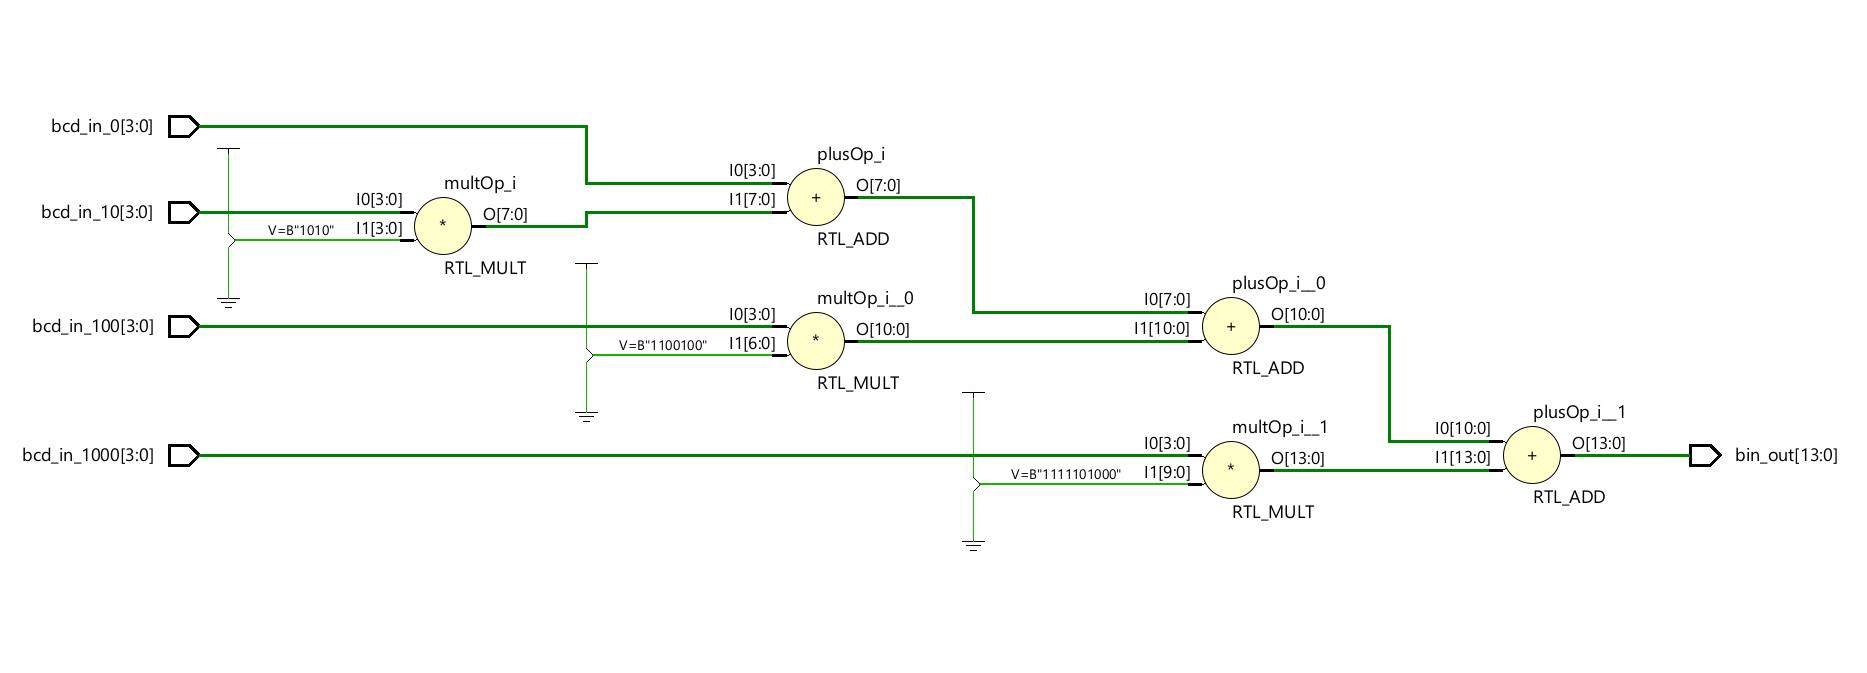 bcd_in_0[3:0]
plusOp_i
I0[3:0]
I1[7:0]
+
O[7:0]
RTL_ADD
multOp_i
bcd_in_10[3:0]
I0[3:0]
V=B"1010"
I1[3:0]
*
O[7:0]
RTL_MULT
plusOp_i__0
I0[7:0]
I1[10:0]
+
O[10:0]
RTL_ADD
multOp_i__0
bcd_in_100[3:0]
I0[3:0]
V=B"1100100"
I1[6:0]
*
O[10:0]
RTL_MULT
plusOp_i__1
I0[10:0]
I1[13:0]
+
O[13:0]
bin_out[13:0]
RTL_ADD
multOp_i__1
bcd_in_1000[3:0]
I0[3:0]
V=B"1111101000"
I1[9:0]
*
O[13:0]
RTL_MULT